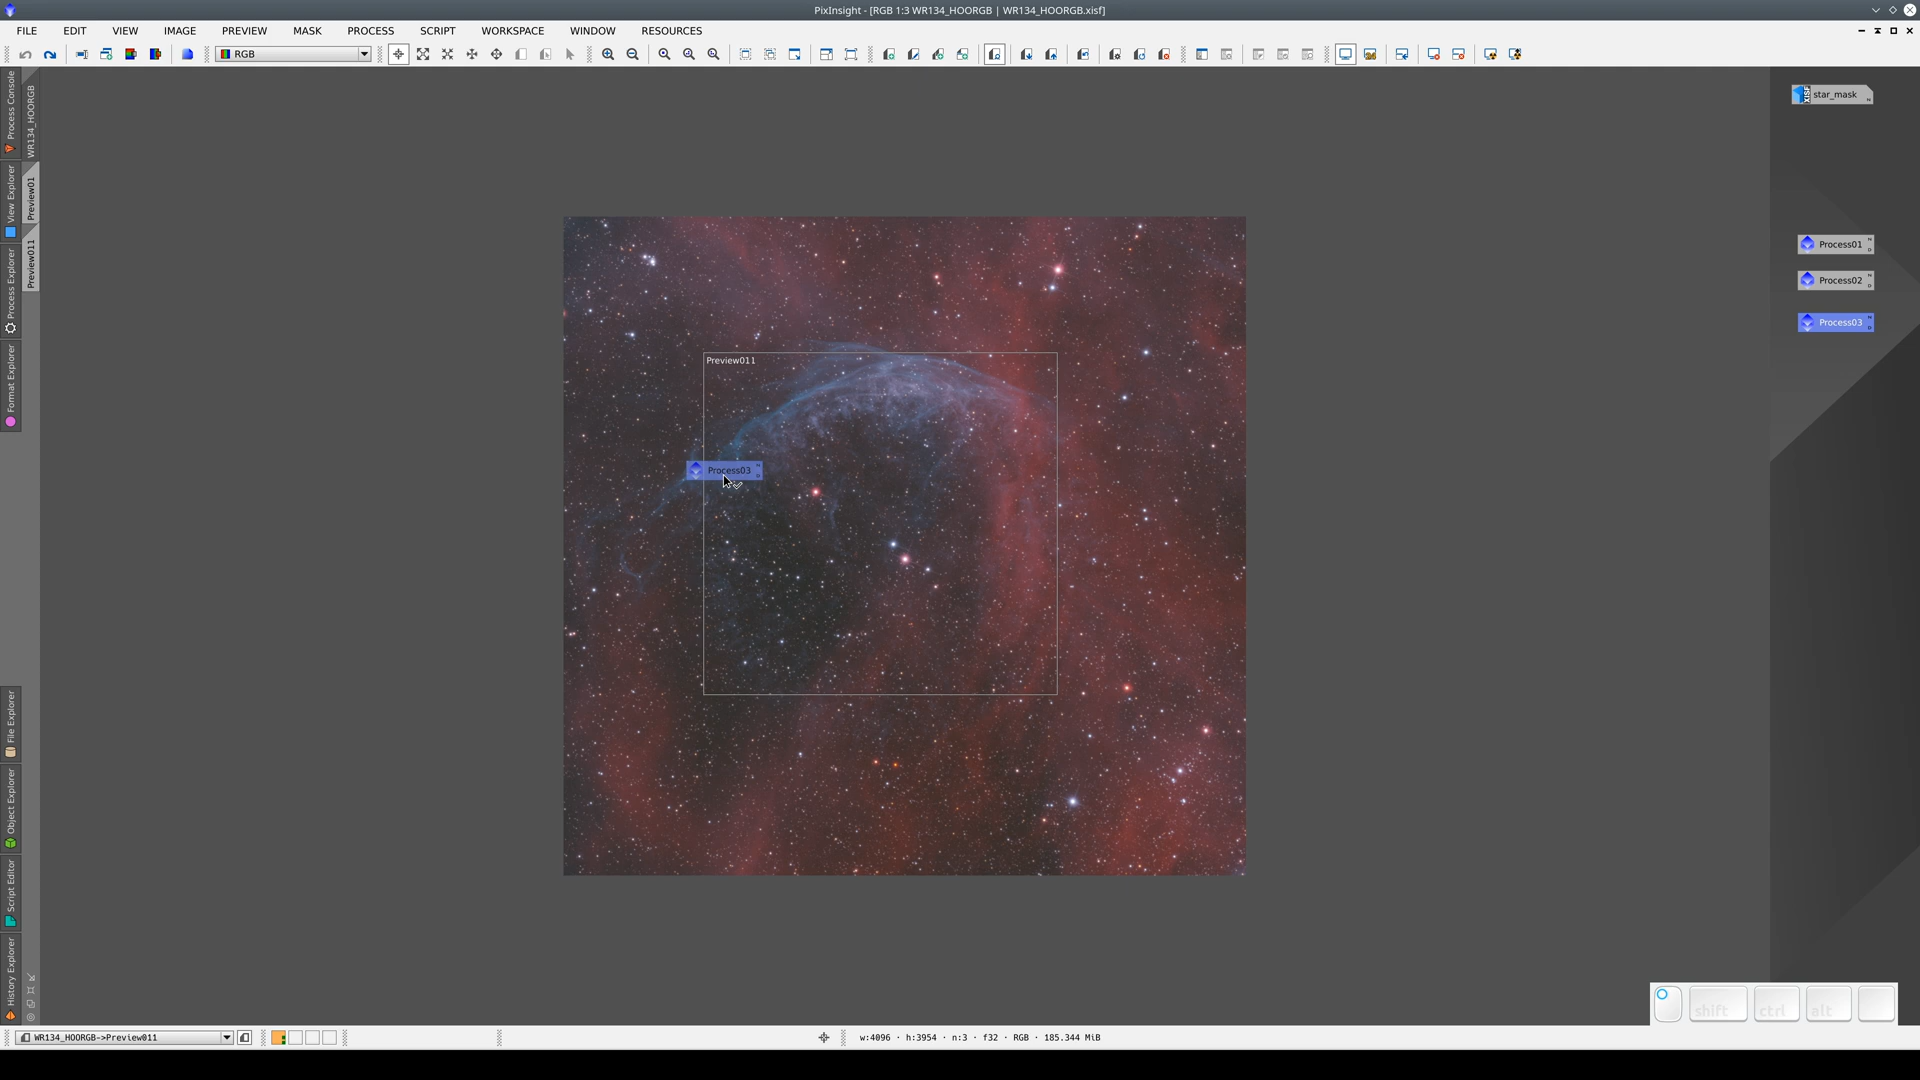 PixInsight - [RGB 1:3 WR134_HOORGB | WR134_HOORGB.xisf]
FILE EDIT VIEW IMAGE PREVIEW MASK PROCESS SCRIPT WORKSPACE WINDOW RESOURCES
RGB
Process Console
View Explorer
Process Explorer
Format Explorer
File Explorer
Object Explorer
Script Editor
History Explorer
WR134_HOORGB
Preview01
Preview011
XISF
star_mask
Process01
Process02
Process03
Preview011
Process03
shift ctrl alt
WR134_HOORGB->Preview011
w:4096 · h:3954 · n:3 · f32 · RGB · 185.344 MiB